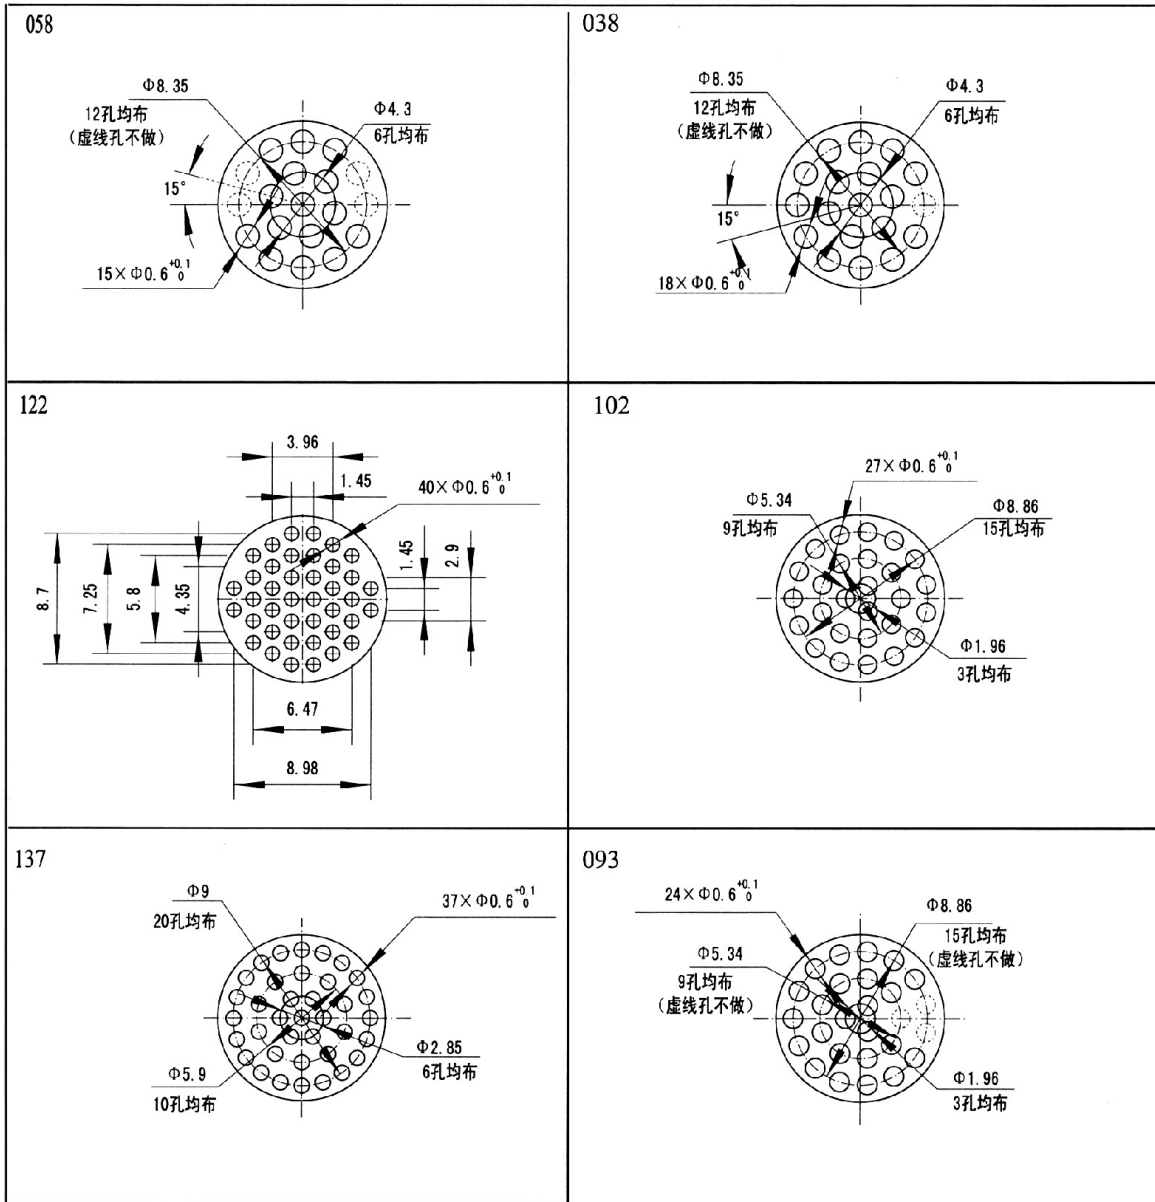 058
Φ8.35
12孔均布
(虚线孔不做)
Φ4.3
6孔均布
15°
15×Φ0.6 +0.1 0
038
Φ8.35
12孔均布
(虚线孔不做)
Φ4.3
6孔均布
15°
18×Φ0.6 +0.1 0
122
3.96
1.45
40×Φ0.6 +0.1 0
8.7
7.25
5.8
4.35
1.45
2.9
6.47
8.98
102
27×Φ0.6 +0.1 0
Φ5.34
9孔均布
Φ8.86
15孔均布
Φ1.96
3孔均布
137
Φ9
20孔均布
37×Φ0.6 +0.1 0
Φ2.85
6孔均布
Φ5.9
10孔均布
093
24×Φ0.6 +0.1 0
Φ8.86
15孔均布
(虚线孔不做)
Φ5.34
9孔均布
(虚线孔不做)
Φ1.96
3孔均布